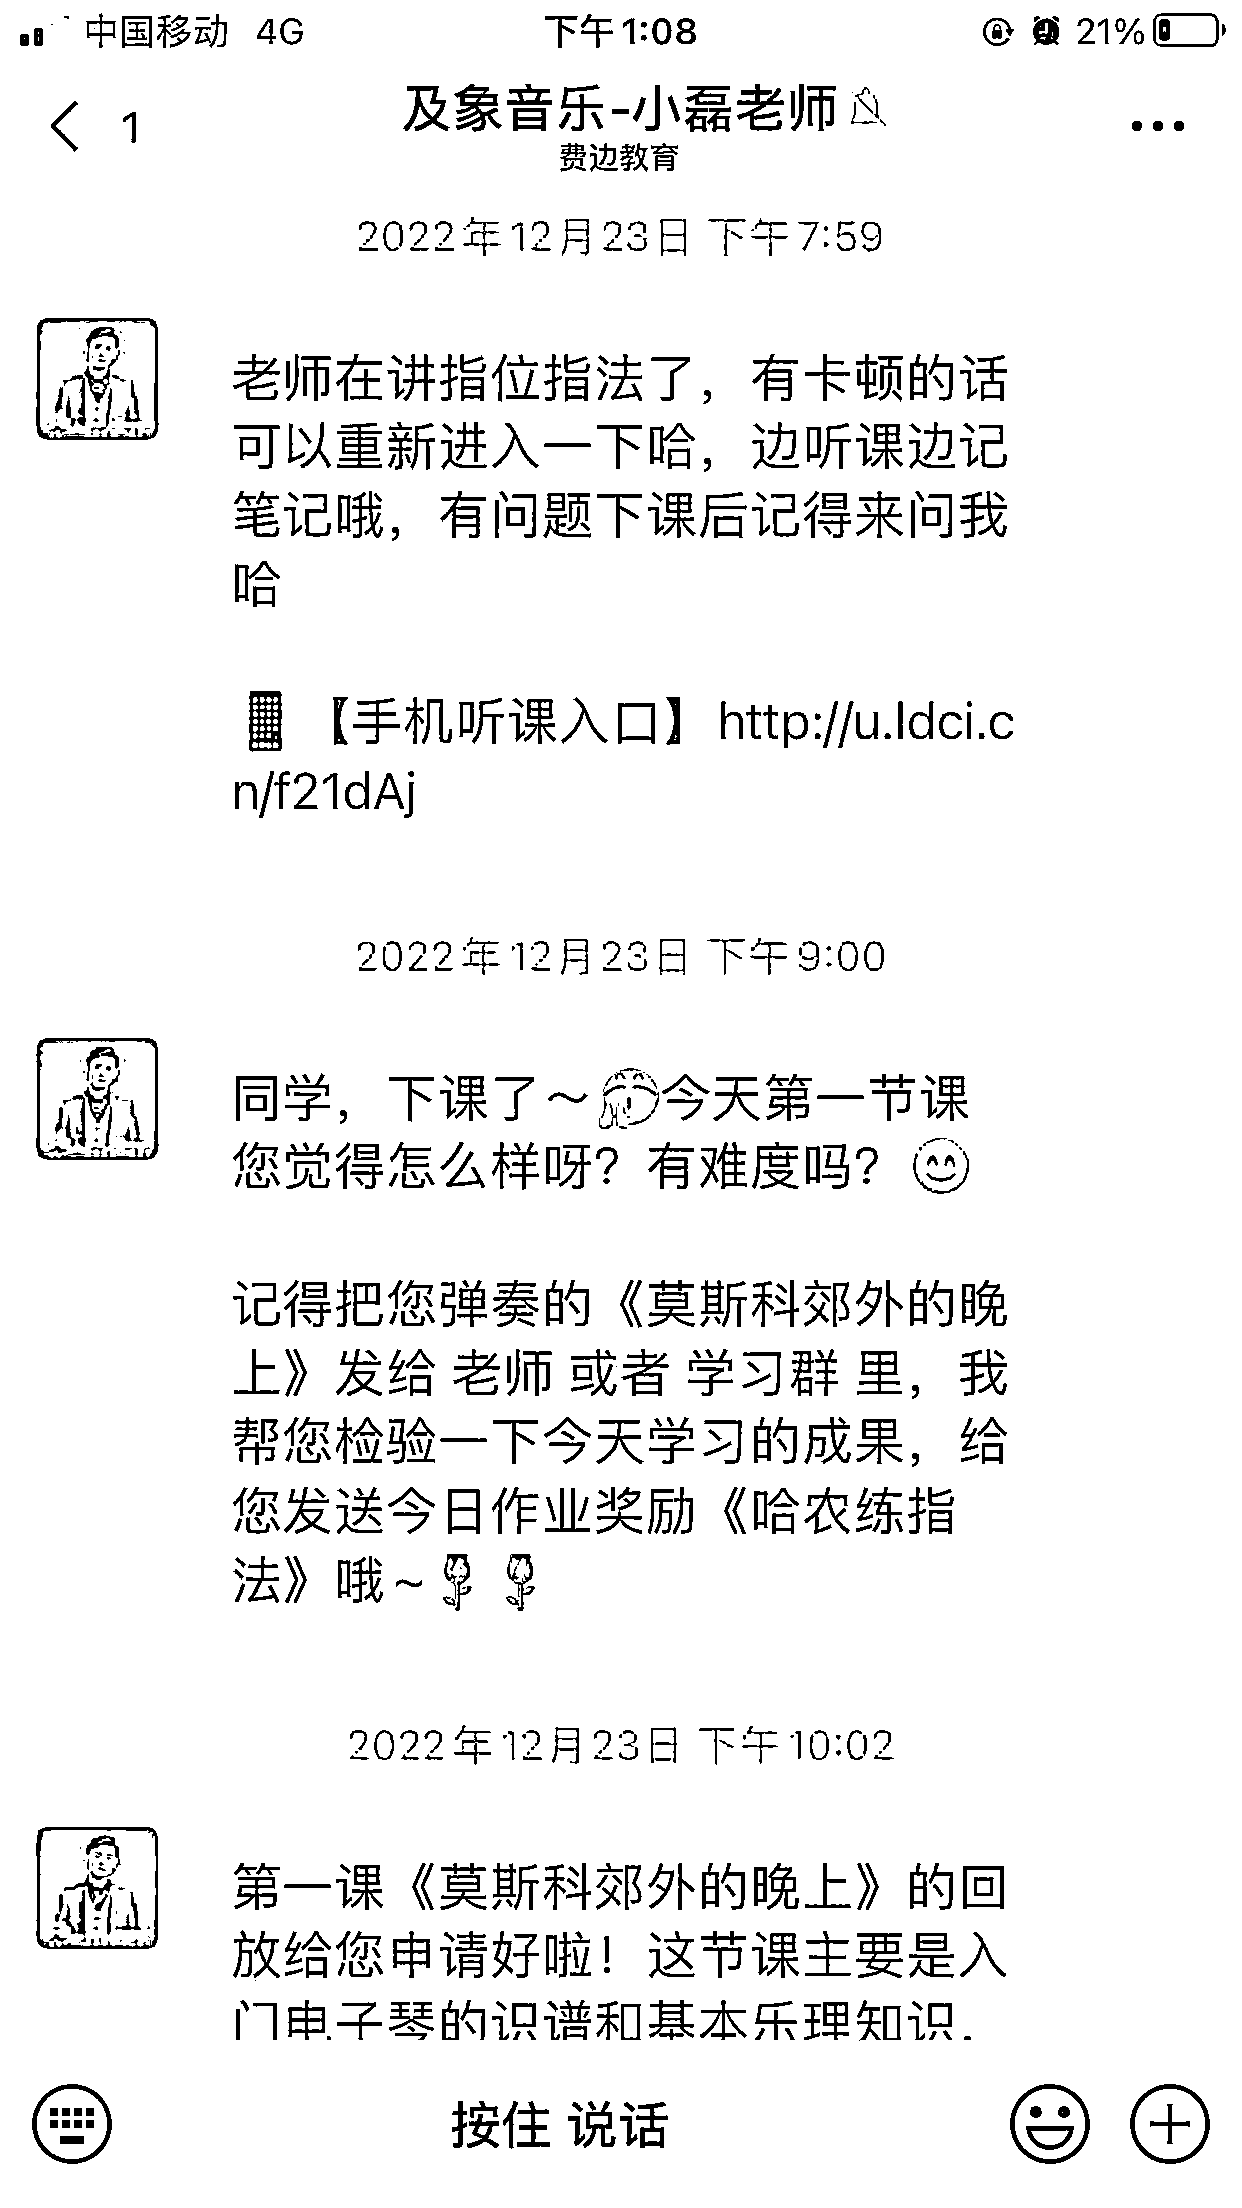 中国移动 4G 下午1:08 21%
1 及象音乐-小磊老师
费边教育
2022年12月23日 下午7:59
老师在讲指位指法了，有卡顿的话
可以重新进入一下哈，边听课边记
笔记哦，有问题下课后记得来问我
哈
【手机听课入口】 http://u.ldci.c
n/f21dAj
2022年12月23日 下午9:00
同学，下课了～今天第一节课
您觉得怎么样呀？有难度吗？
记得把您弹奏的《莫斯科郊外的晚
上》发给 老师 或者 学习群 里，我
帮您检验一下今天学习的成果，给
您发送今日作业奖励《哈农练指
法》哦~
2022年12月23日 下午10:02
第一课《莫斯科郊外的晚上》的回
放给您申请好啦！这节课主要是入
门电子琴的识谱和基本乐理知识，
按住 说话